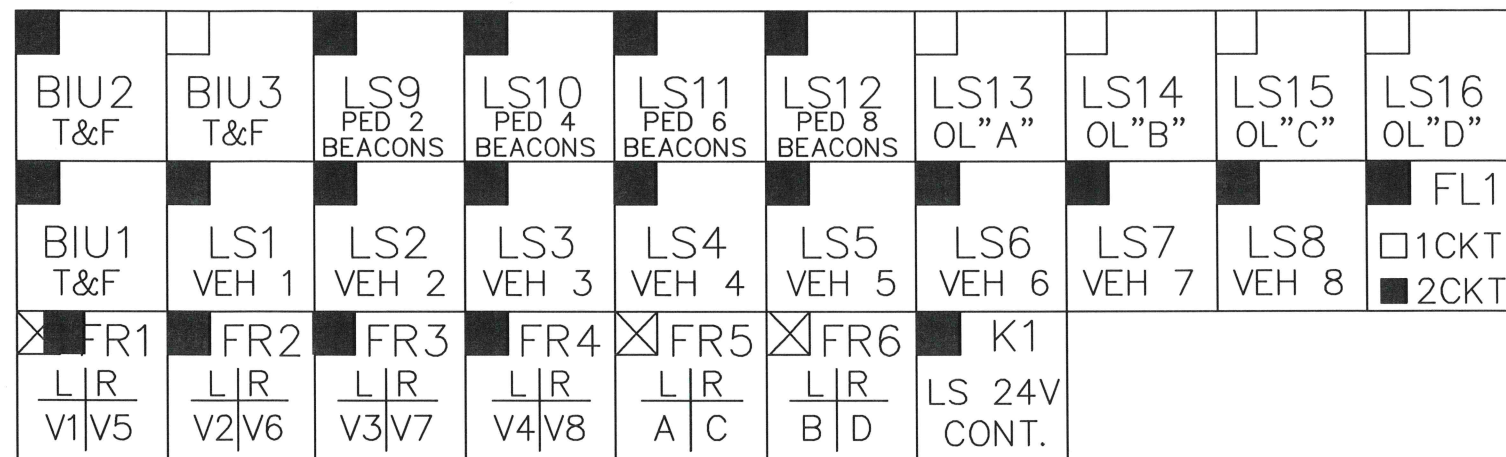 BIU2
T&F
BIU3
T&F
LS9
PED 2
BEACONS
LS10
PED 4
BEACONS
LS11
PED 6
BEACONS
LS12
PED 8
BEACONS
LS13
OL"A"
LS14
OL"B"
LS15
OL"C"
LS16
OL"D"
BIU1
T&F
LS1
VEH 1
LS2
VEH 2
LS3
VEH 3
LS4
VEH 4
LS5
VEH 5
LS6
VEH 6
LS7
VEH 7
LS8
VEH 8
FL1
1CKT
2CKT
FR1
L R
V1 V5
FR2
L R
V2 V6
FR3
L R
V3 V7
FR4
L R
V4 V8
FR5
L R
A C
FR6
L R
B D
K1
LS 24V
CONT.